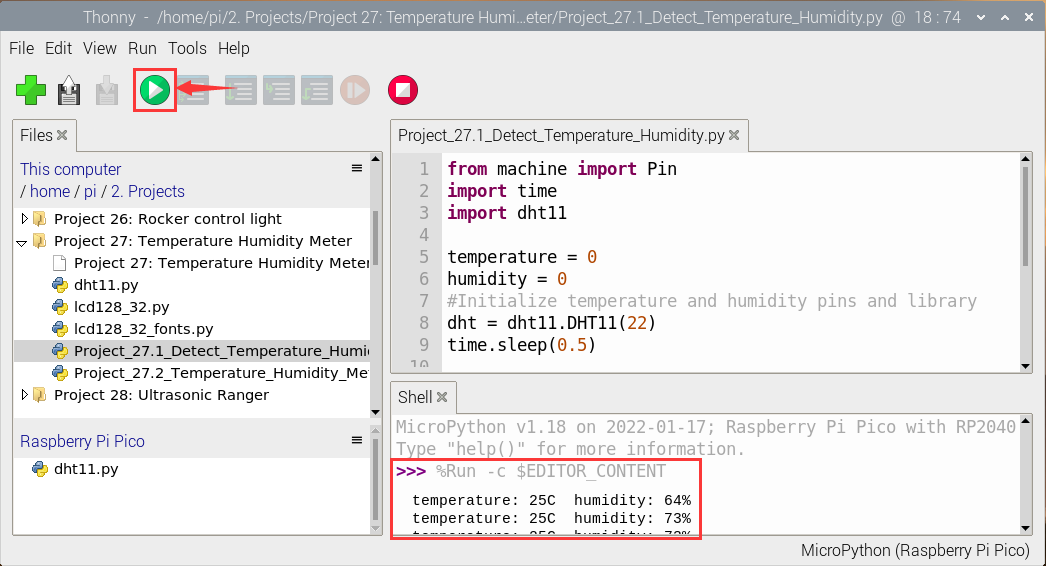 Thonny - /home/pi/2. Projects/Project 27: Temperature Humi…eter/Project_27.1_Detect_Temperature_Humidity.py @ 18 : 74
File Edit View Run Tools Help
Files
This computer
/ home / pi / 2. Projects
Project 26: Rocker control light
Project 27: Temperature Humidity Meter
Project 27: Temperature Humidity Meter
dht11.py
lcd128_32.py
lcd128_32_fonts.py
Project_27.1_Detect_Temperature_Humi
Project_27.2_Temperature_Humidity_Me
Project 28: Ultrasonic Ranger
Raspberry Pi Pico
dht11.py
Project_27.1_Detect_Temperature_Humidity.py
1 from machine import Pin
2 import time
3 import dht11
4
5 temperature = 0
6 humidity = 0
7 #Initialize temperature and humidity pins and library
8 dht = dht11.DHT11(22)
9 time.sleep(0.5)
10
Shell
MicroPython v1.18 on 2022-01-17; Raspberry Pi Pico with RP2040
Type "help()" for more information.
>>> %Run -c $EDITOR_CONTENT
temperature: 25C humidity: 64%
temperature: 25C humidity: 73%
temperature: 25C humidity: 73%
MicroPython (Raspberry Pi Pico)